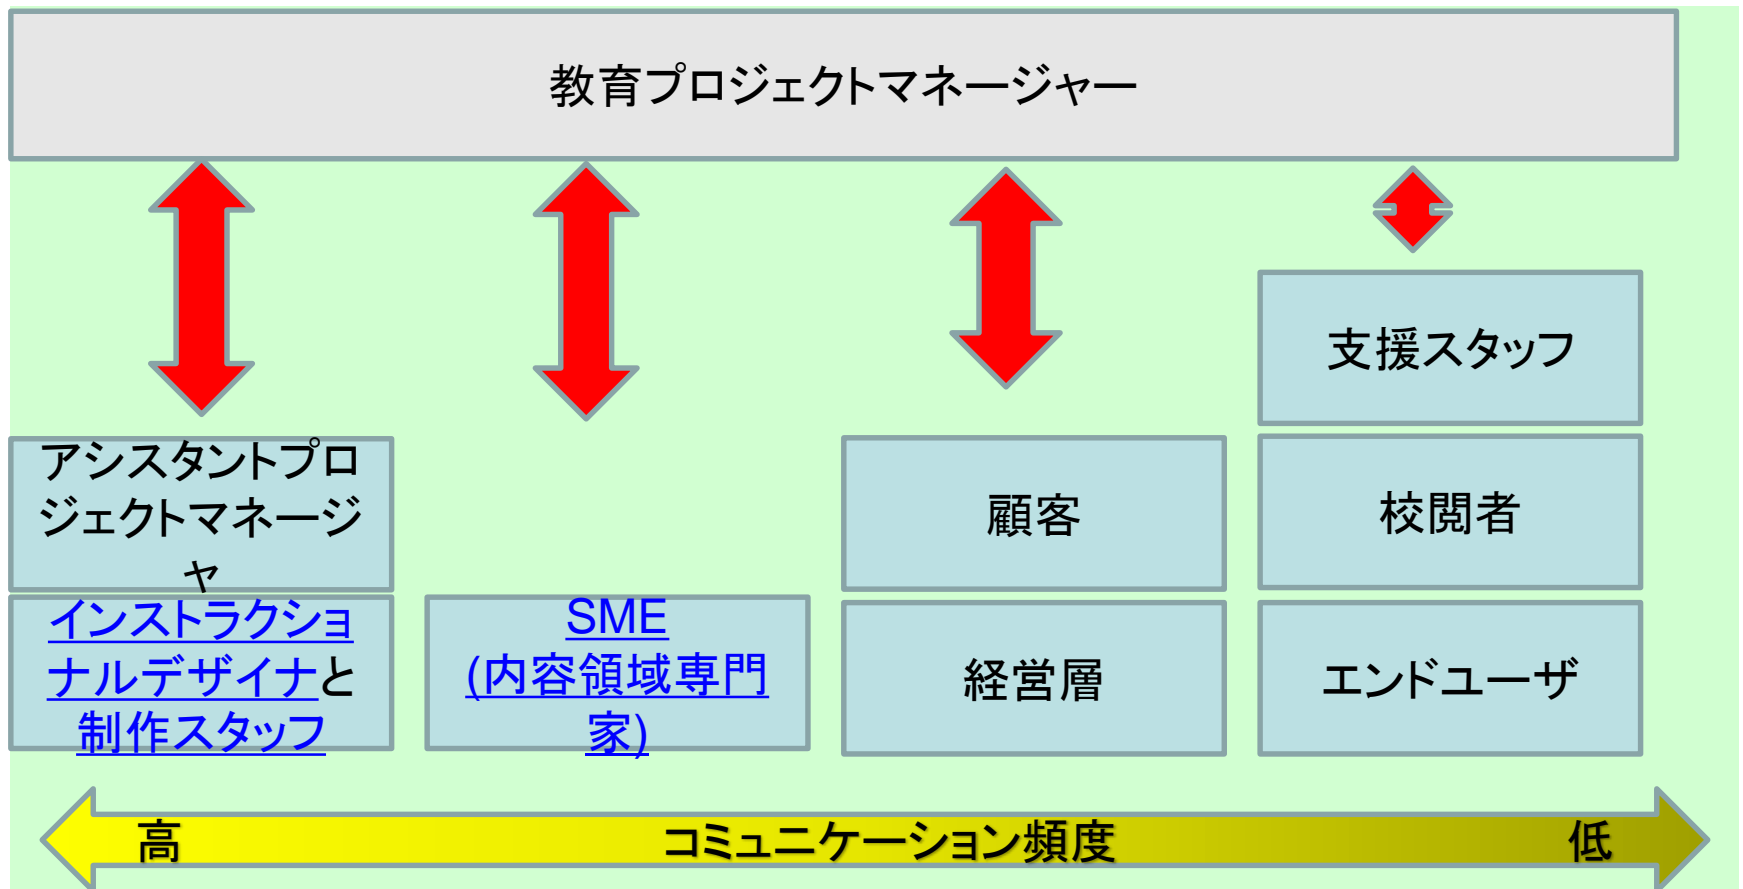 教育プロジェクトマネージャー
アシスタントプロ
ジェクトマネージ
ャ
インストラクショ
ナルデザイナと
制作スタッフ
SME
(内容領域専門
家)
顧客
経営層
支援スタッフ
校閲者
エンドユーザ
高 コミュニケーション頻度 低